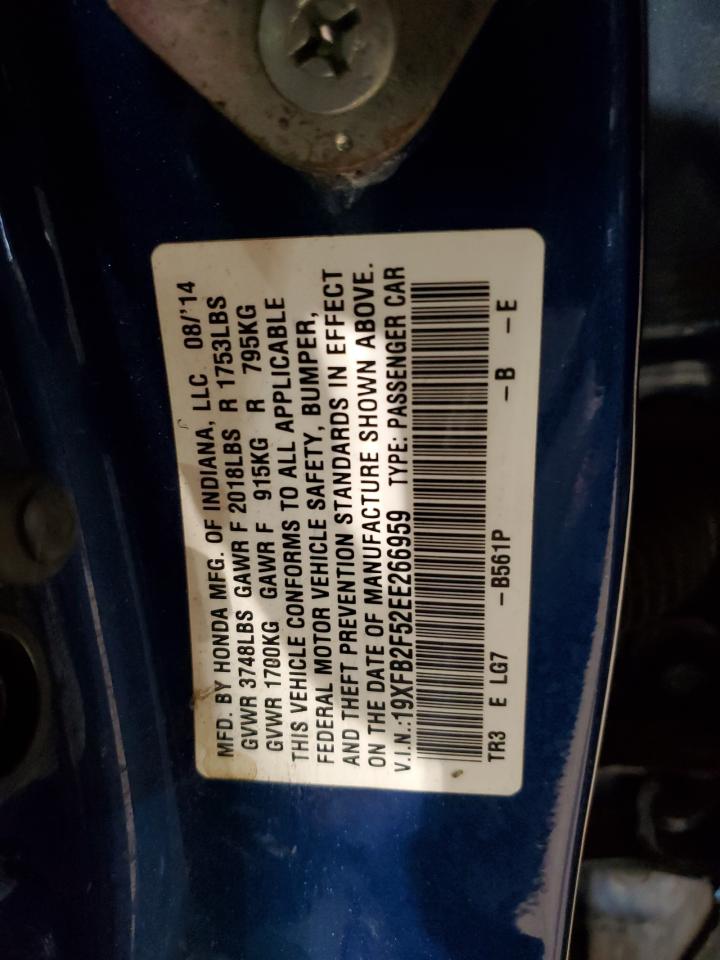 MFD. BY HONDA MFG. OF INDIANA, LLC 08/'14
GVWR 3748LBS GAWR F 2018LBS R 1753LBS
GVWR 1700KG GAWR F 915KG R 795KG
THIS VEHICLE CONFORMS TO ALL APPLICABLE
FEDERAL MOTOR VEHICLE SAFETY, BUMPER,
AND THEFT PREVENTION STANDARDS IN EFFECT
ON THE DATE OF MANUFACTURE SHOWN ABOVE.
V.I.N.:19XFB2F52EE266959 TYPE: PASSENGER CAR
TR3 E LG7 -B561P -B -E